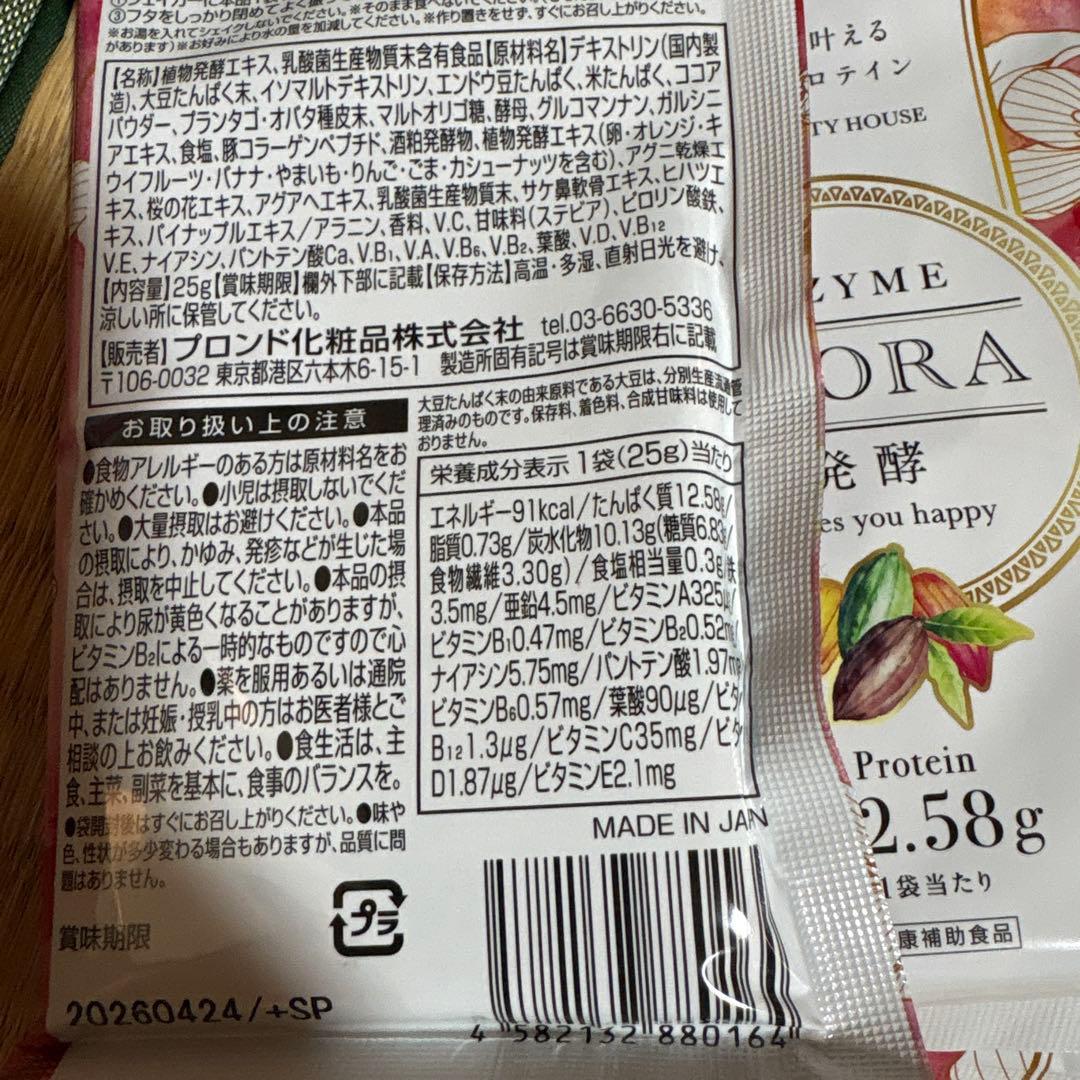 ③フタをしっかり閉めてよく振っ
※お湯を入れてシェイクしないでください。※そのまま食べないでください。
があります)※お好みにより水の量を加減してください。※作り置きをせず、すぐにお召し上がりください。
【名称】植物発酵エキス、乳酸菌生産物質末含有食品【原材料名】デキストリン(国内製
造)、大豆たんぱく末、イソマルトデキストリン、エンドウ豆たんぱく、米たんぱく、ココア
パウダー、プランタゴ・オバタ種皮末、マルトオリゴ糖、酵母、グルコマンナン、ガルシニ
アエキス、食塩、豚コラーゲンペプチド、酒粕発酵物、植物発酵エキス(卵・オレンジ・キ
ウイフルーツ・バナナ・やまいも・りんご・ごま・カシューナッツを含む)、アグニ乾燥エ
キス、桜の花エキス、アグアヘエキス、乳酸菌生産物質末、サケ鼻軟骨エキス、ヒハツエ
キス、パイナップルエキス/アラニン、香料、V.C、甘味料(ステビア)、ピロリン酸鉄、
V.E、ナイアシン、パントテン酸Ca、V.B1、V.A、V.B6、V.B2、葉酸、V.D、V.B12
【内容量】25g【賞味期限】欄外下部に記載【保存方法】高温・多湿、直射日光を避け、
涼しい所に保管してください。
【販売者】プロンド化粧品株式会社 tel.03-6630-5336
〒106-0032 東京都港区六本木6-15-1 製造所固有記号は賞味期限右に記載
お取り扱い上の注意
●食物アレルギーのある方は原材料名をお
確かめください。●小児は摂取しないでくだ
さい。●大量摂取はお避けください。●本品
の摂取により、かゆみ、発疹などが生じた場
合は、摂取を中止してください。●本品の摂
取により尿が黄色くなることがありますが、
ビタミンB2による一時的なものですので心
配はありません。●薬を服用あるいは通院
中、または妊娠・授乳中の方はお医者様とご
相談の上お飲みください。●食生活は、主
食、主菜、副菜を基本に、食事のバランスを。
●袋開封後はすぐにお召し上がりください。●味や
色、性状が多少変わる場合もありますが、品質に問
題はありません。
大豆たんぱく末の由来原料である大豆は、分別生産流通管
理済みのものです。保存料、着色料、合成甘味料は使用して
おりません。
栄養成分表示 1袋(25g)当たり
エネルギー91kcal/たんぱく質12.58g/
脂質0.73g/炭水化物10.13g(糖質6.83g/
食物繊維3.30g)/食塩相当量0.3g/鉄
3.5mg/亜鉛4.5mg/ビタミンA325μ
ビタミンB1 0.47mg/ビタミンB2 0.52m
ナイアシン5.75mg/パントテン酸1.97m
ビタミンB6 0.57mg/葉酸90μg/ビタ
B12 1.3μg/ビタミンC35mg/ビタ
D1.87μg/ビタミンE2.1mg
MADE IN JAN
プラ
賞味期限
20260424/+SP
4 582132 880164
叶える
ロテイン
TY HOUSE
ZYME
ORA
発酵
es you happy
Protein
2.58g
1袋当たり
康補助食品